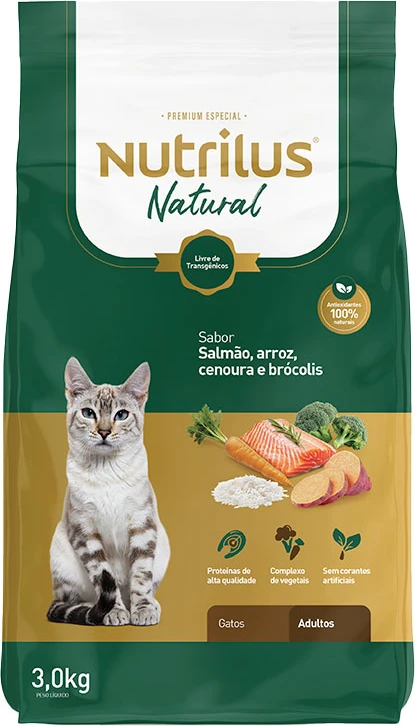 • PREMIUM ESPECIAL •
Nutrilus®
Natural
Livre de
Transgênicos
Antioxidantes
100%
naturais
Sabor
Salmão, arroz,
cenoura e brócolis
Proteínas de
alta qualidade
Complexo
de vegetais
Sem corantes
artificiais
Gatos
Adultos
3,0kg
PESO LÍQUIDO